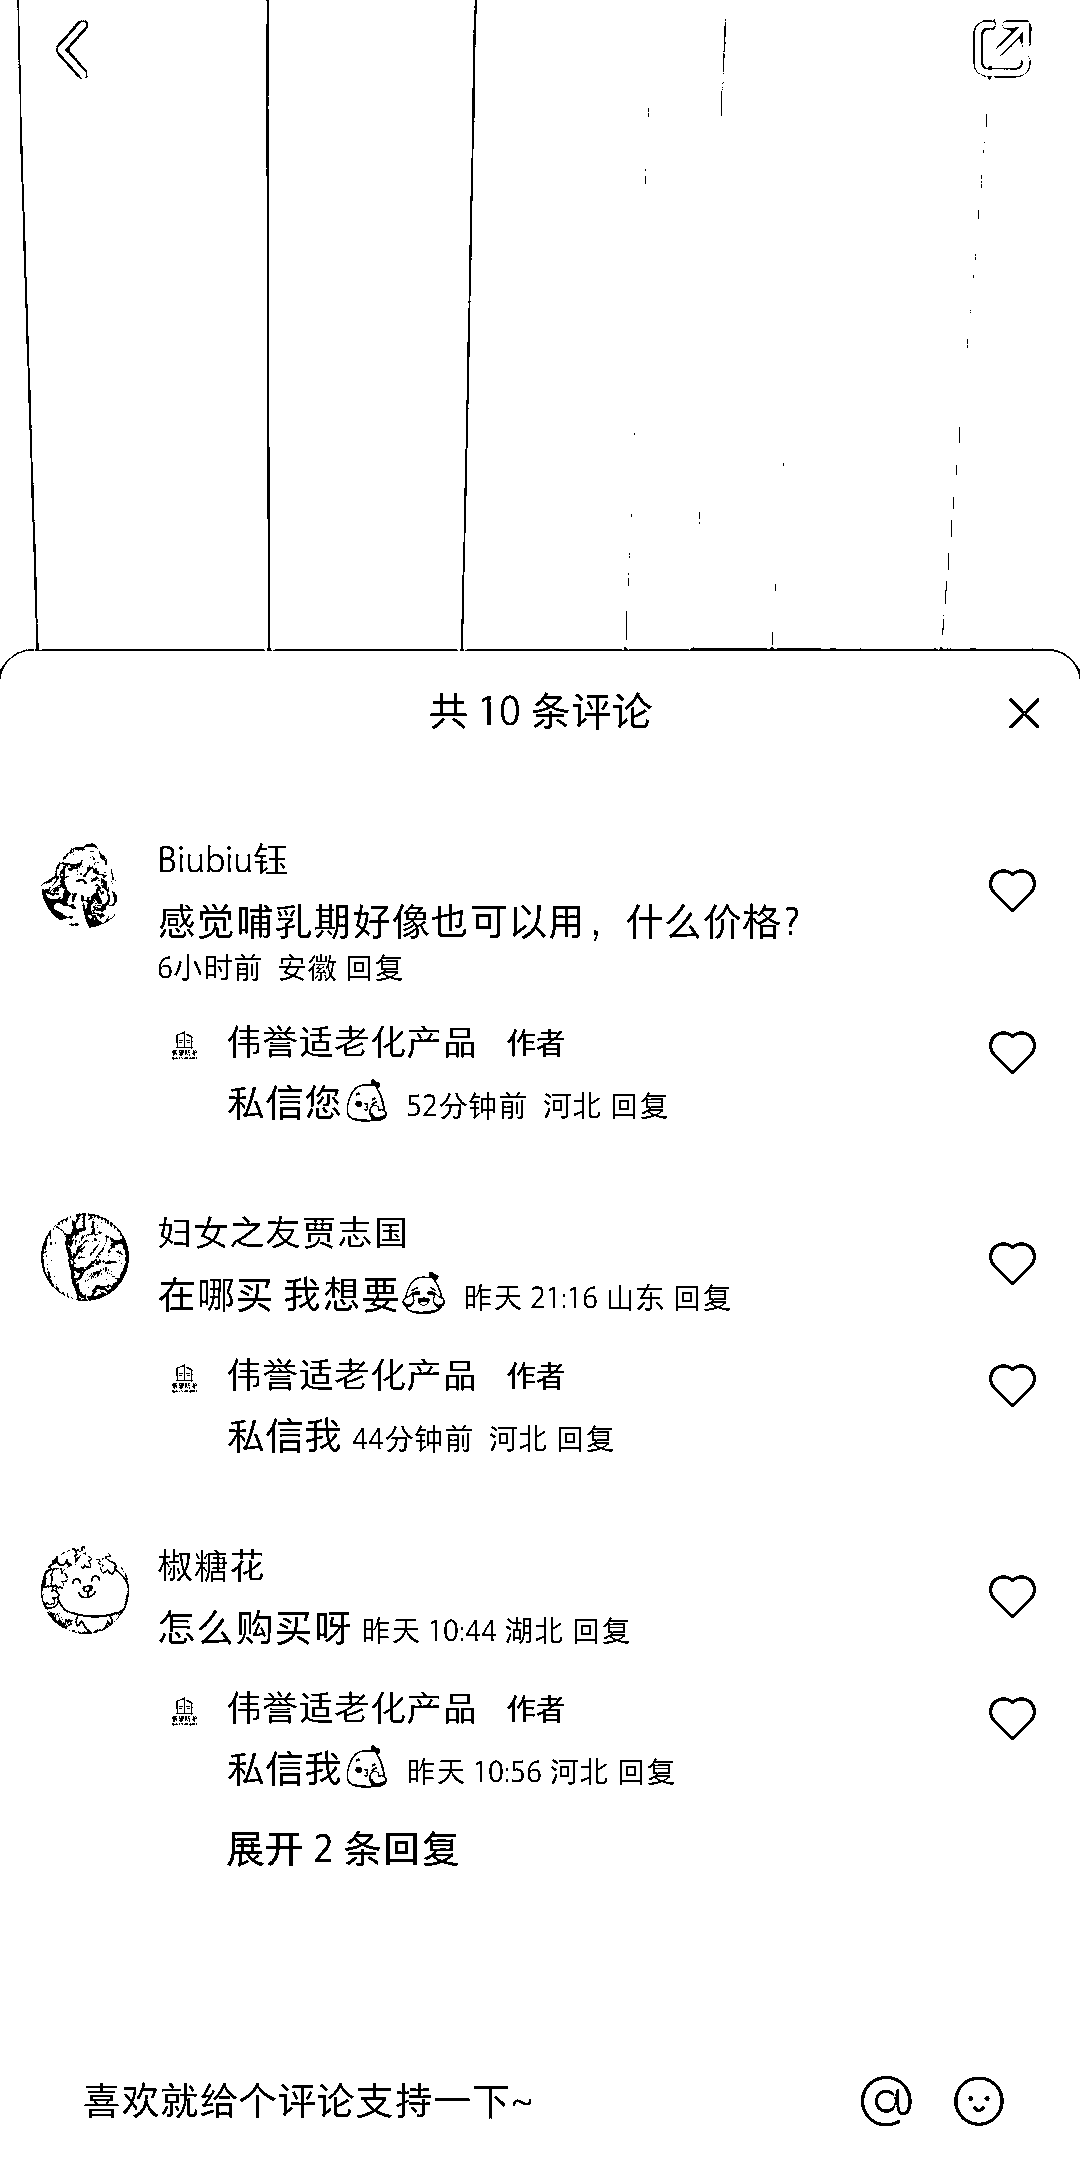 共 10 条评论
Biubiu钰
感觉哺乳期好像也可以用，什么价格?
6小时前 安徽 回复
伟誉适老化产品 作者
私信您 52分钟前 河北 回复
妇女之友贾志国
在哪买 我想要 昨天 21:16 山东 回复
伟誉适老化产品 作者
私信我 44分钟前 河北 回复
椒糖花
怎么购买呀 昨天 10:44 湖北 回复
伟誉适老化产品 作者
私信我 昨天 10:56 河北 回复
展开 2 条回复
喜欢就给个评论支持一下~